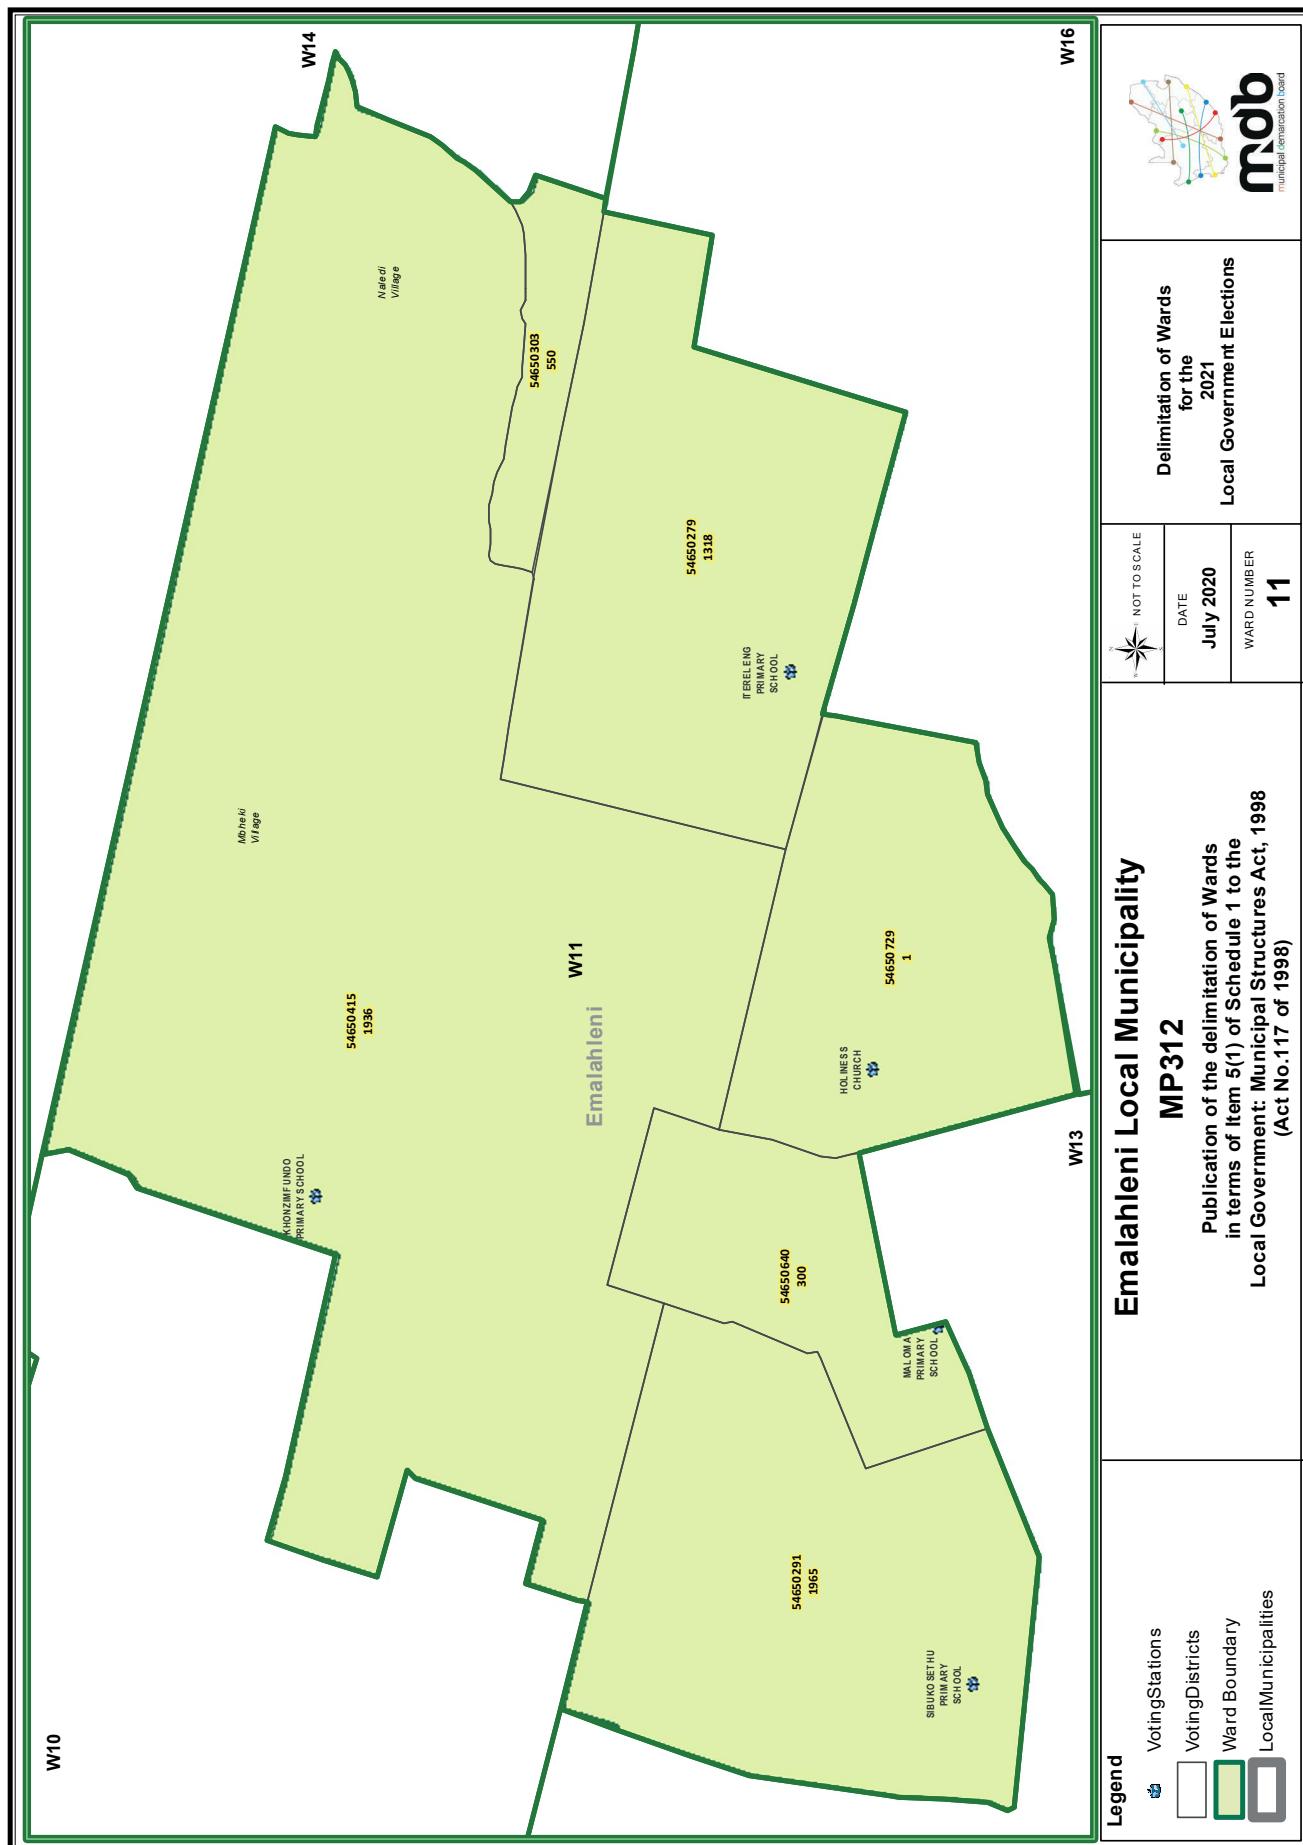 W10
W14
W16
W13
W11
Emalahleni
Naledi
Village
Mbheki
Village
54650303
550
54650279
1318
54650415
1936
54650729
1
54650640
300
54650291
1965
KHONZIMFUNDO
PRIMARY SCHOOL
ITERELENG
PRIMARY
SCHOOL
HOLINESS
CHURCH
MALOMA
PRIMARY
SCHOOL
SIBUKOSETHU
PRIMARY
SCHOOL
Legend
VotingStations
VotingDistricts
Ward Boundary
LocalMunicipalities
Emalahleni Local Municipality
MP312
Publication of the delimitation of Wards
in terms of Item 5(1) of Schedule 1 to the
Local Government: Municipal Structures Act, 1998
(Act No.117 of 1998)
N
W
E
S
NOT TO SCALE
DATE
July 2020
WARD NUMBER
11
Delimitation of Wards
for the
2021
Local Government Elections
mdb
municipal demarcation board